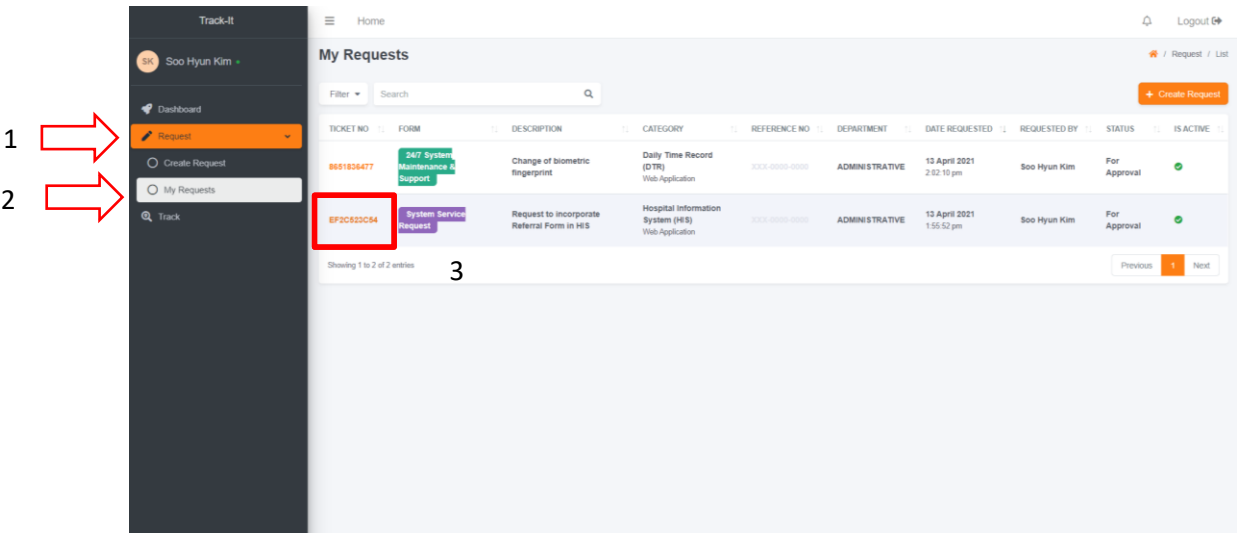 Track-It
Home
Logout
SK Soo Hyun Kim
My Requests
/ Request / List
Filter
Search
+ Create Request
Dashboard
1
Request
Create Request
2
My Requests
Track
TICKET NO FORM DESCRIPTION CATEGORY REFERENCE NO DEPARTMENT DATE REQUESTED REQUESTED BY STATUS IS ACTIVE
8651836477
24/7 System
Maintenance &
Support
Change of biometric
fingerprint
Daily Time Record
(DTR)
Web Application
XXX-0000-0000
ADMINISTRATIVE
13 April 2021
2:02:10 pm
Soo Hyun Kim
For
Approval
EF2C523C54
System Service
Request
Request to incorporate
Referral Form in HIS
Hospital Information
System (HIS)
Web Application
XXX-0000-0000
ADMINISTRATIVE
13 April 2021
1:55:52 pm
Soo Hyun Kim
For
Approval
Showing 1 to 2 of 2 entries
3
Previous 1 Next